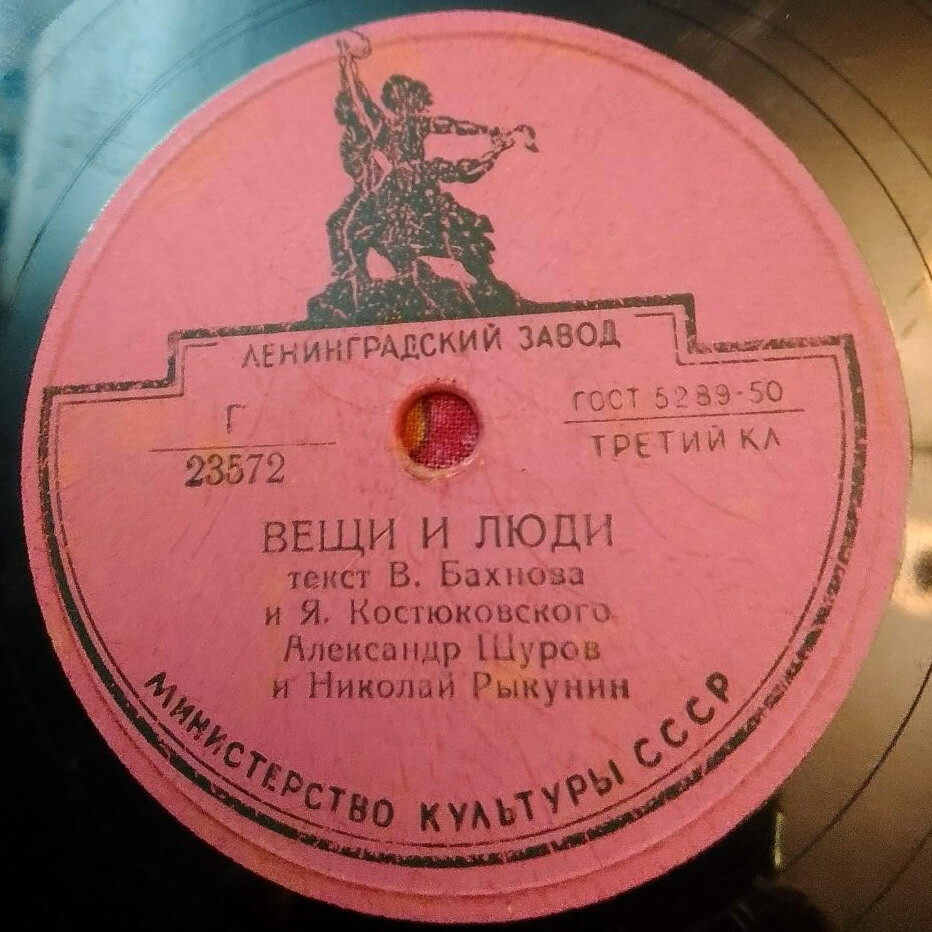 ЛЕНИНГРАДСКИЙ ЗАВОД
Г
23572
ГОСТ 5289-50
ТРЕТИЙ КЛ
ВЕЩИ И ЛЮДИ
текст В. Бахнова
и Я. Костюковского
Александр Шуров
и Николай Рыкунин
МИНИСТЕРСТВО КУЛЬТУРЫ СССР